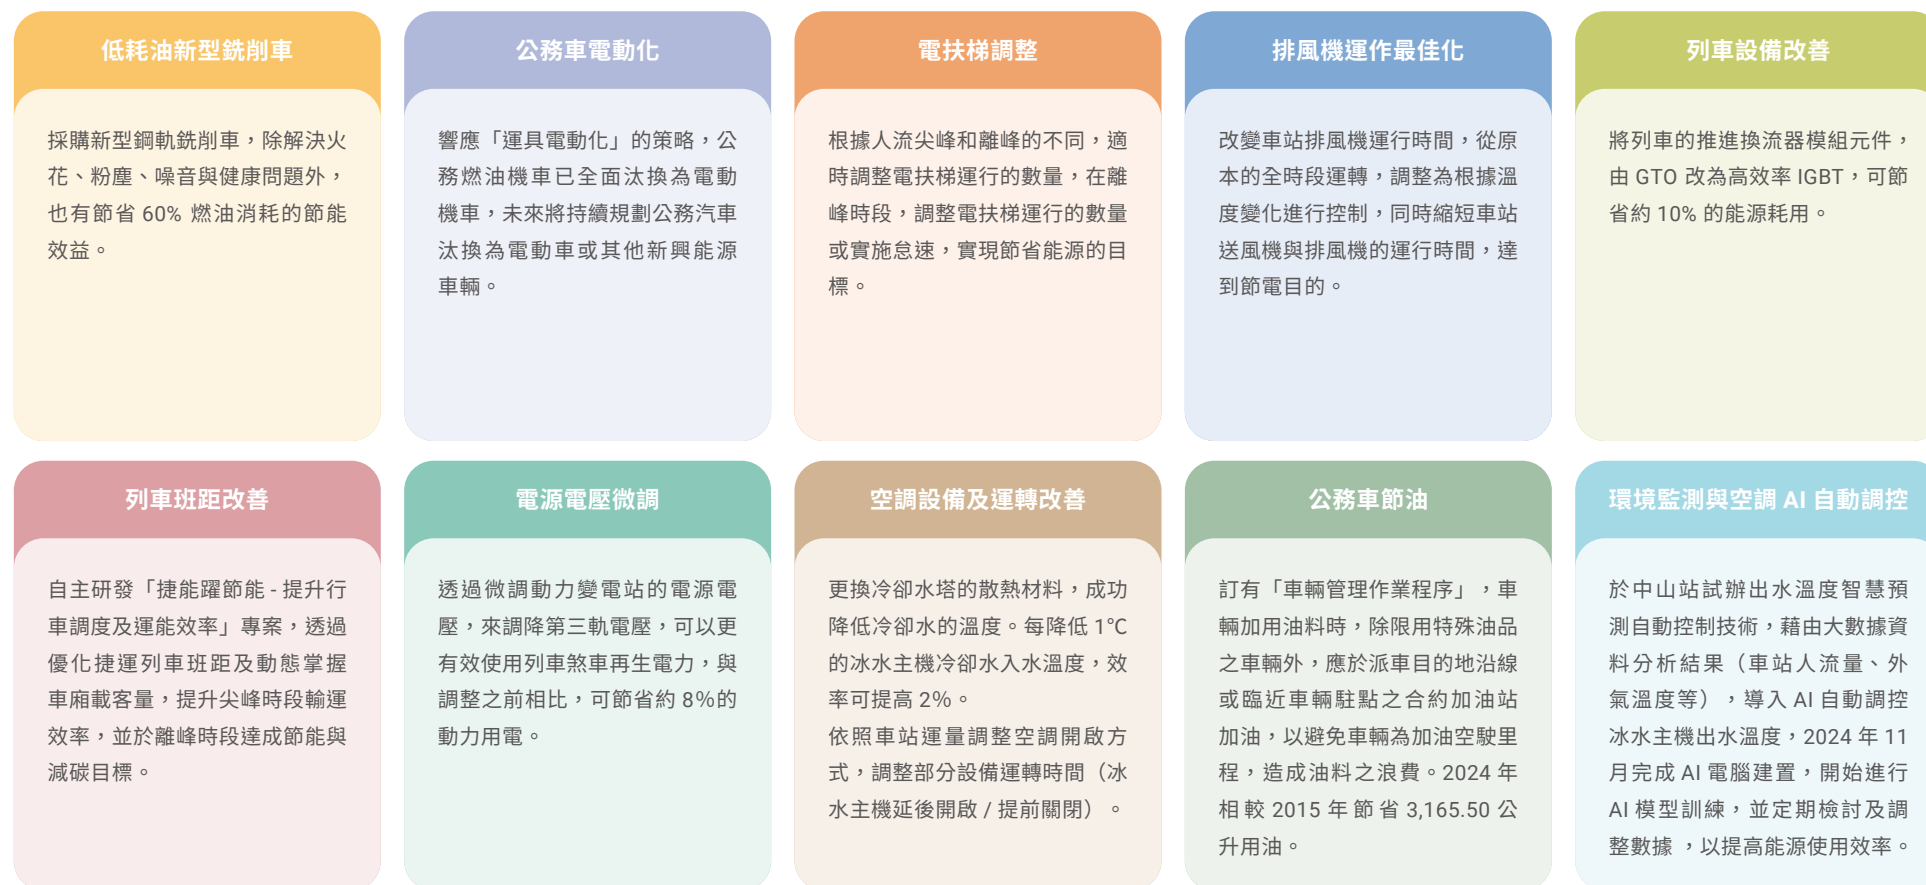 低耗油新型銑削車
採購新型鋼軌銑削車，除解決火
花、粉塵、噪音與健康問題外，
也有節省 60% 燃油消耗的節能
效益。
公務車電動化
響應「運具電動化」的策略，公
務燃油機車已全面汰換為電動
機車，未來將持續規劃公務汽車
汰換為電動車或其他新興能源
車輛。
電扶梯調整
根據人流尖峰和離峰的不同，適
時調整電扶梯運行的數量，在離
峰時段，調整電扶梯運行的數量
或實施怠速，實現節省能源的目
標。
排風機運作最佳化
改變車站排風機運行時間，從原
本的全時段運轉，調整為根據溫
度變化進行控制，同時縮短車站
送風機與排風機的運行時間，達
到節電目的。
列車設備改善
將列車的推進換流器模組元件，
由 GTO 改為高效率 IGBT，可節
省約 10% 的能源耗用。
列車班距改善
自主研發「捷能躍節能 - 提升行
車調度及運能效率」專案，透過
優化捷運列車班距及動態掌握
車廂載客量，提升尖峰時段輸運
效率，並於離峰時段達成節能與
減碳目標。
電源電壓微調
透過微調動力變電站的電源電
壓，來調降第三軌電壓，可以更
有效使用列車煞車再生電力，與
調整之前相比，可節省約 8%的
動力用電。
空調設備及運轉改善
更換冷卻水塔的散熱材料，成功
降低冷卻水的溫度。每降低 1°C
的冰水主機冷卻水入水溫度，效
率可提高 2%。
依照車站運量調整空調開啟方
式，調整部分設備運轉時間（冰
水主機延後開啟 / 提前關閉）。
公務車節油
訂有「車輛管理作業程序」，車
輛加用油料時，除限用特殊油品
之車輛外，應於派車目的地沿線
或臨近車輛駐點之合約加油站
加油，以避免車輛為加油空駛里
程，造成油料之浪費。2024 年
相較 2015 年節省 3,165.50 公
升用油。
環境監測與空調 AI 自動調控
於中山站試辦出水溫度智慧預
測自動控制技術，藉由大數據資
料分析結果（車站人流量、外
氣溫度等），導入 AI 自動調控
冰水主機出水溫度，2024 年 11
月完成 AI 電腦建置，開始進行
AI 模型訓練，並定期檢討及調
整數據 ，以提高能源使用效率。